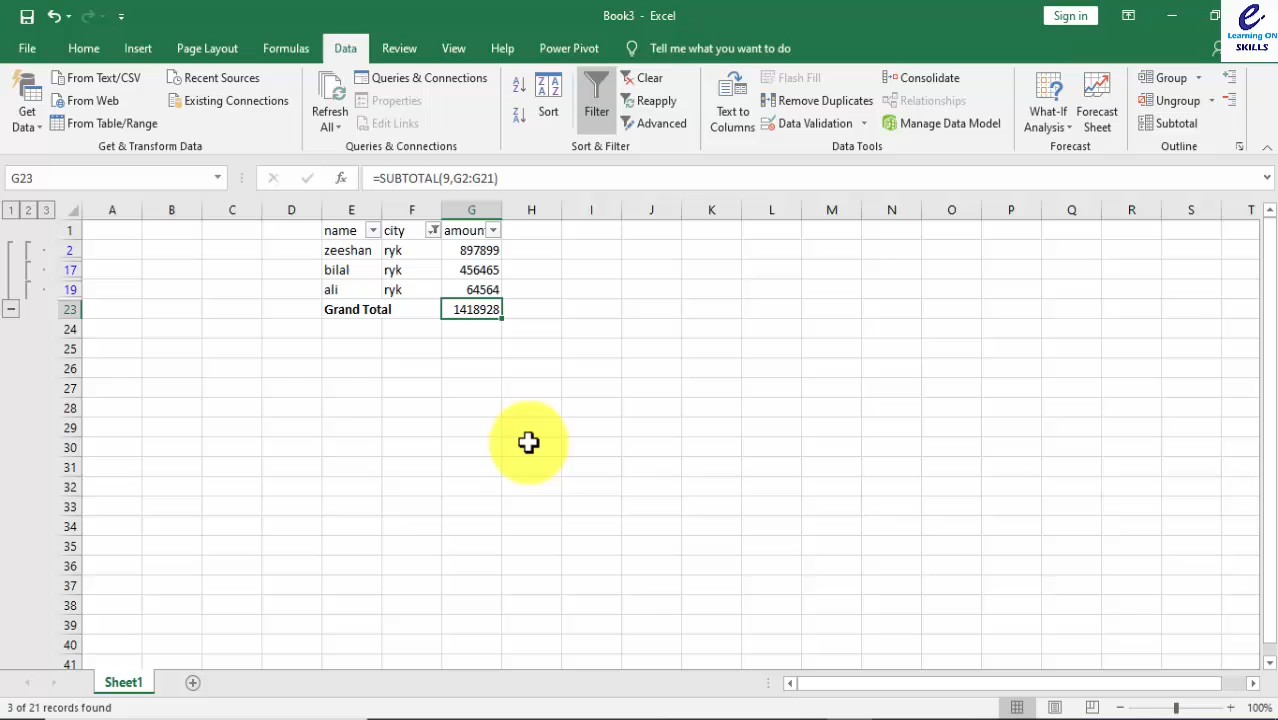 Book3 - Excel
Sign in
e
Learning ON
SKILLS
File Home Insert Page Layout Formulas Data Review View Help Power Pivot Tell me what you want to do
Get Data
From Text/CSV
From Web
From Table/Range
Recent Sources
Existing Connections
Get & Transform Data
Refresh All
Queries & Connections
Properties
Edit Links
Queries & Connections
Sort
Filter
Clear
Reapply
Advanced
Sort & Filter
Text to Columns
Flash Fill
Remove Duplicates
Data Validation
Consolidate
Relationships
Manage Data Model
Data Tools
What-If Analysis
Forecast Sheet
Forecast
Group
Ungroup
Subtotal
Outline
G23 fx =SUBTOTAL(9,G2:G21)
1 2 3 A B C D E F G H I J K L M N O P Q R S T
1 name city amoun
2 zeeshan ryk 897899
17 bilal ryk 456465
19 ali ryk 64564
23 Grand Total 1418928
24
25
26
27
28
29
30
31
32
33
34
35
36
37
38
39
40
41
Sheet1
3 of 21 records found 100%